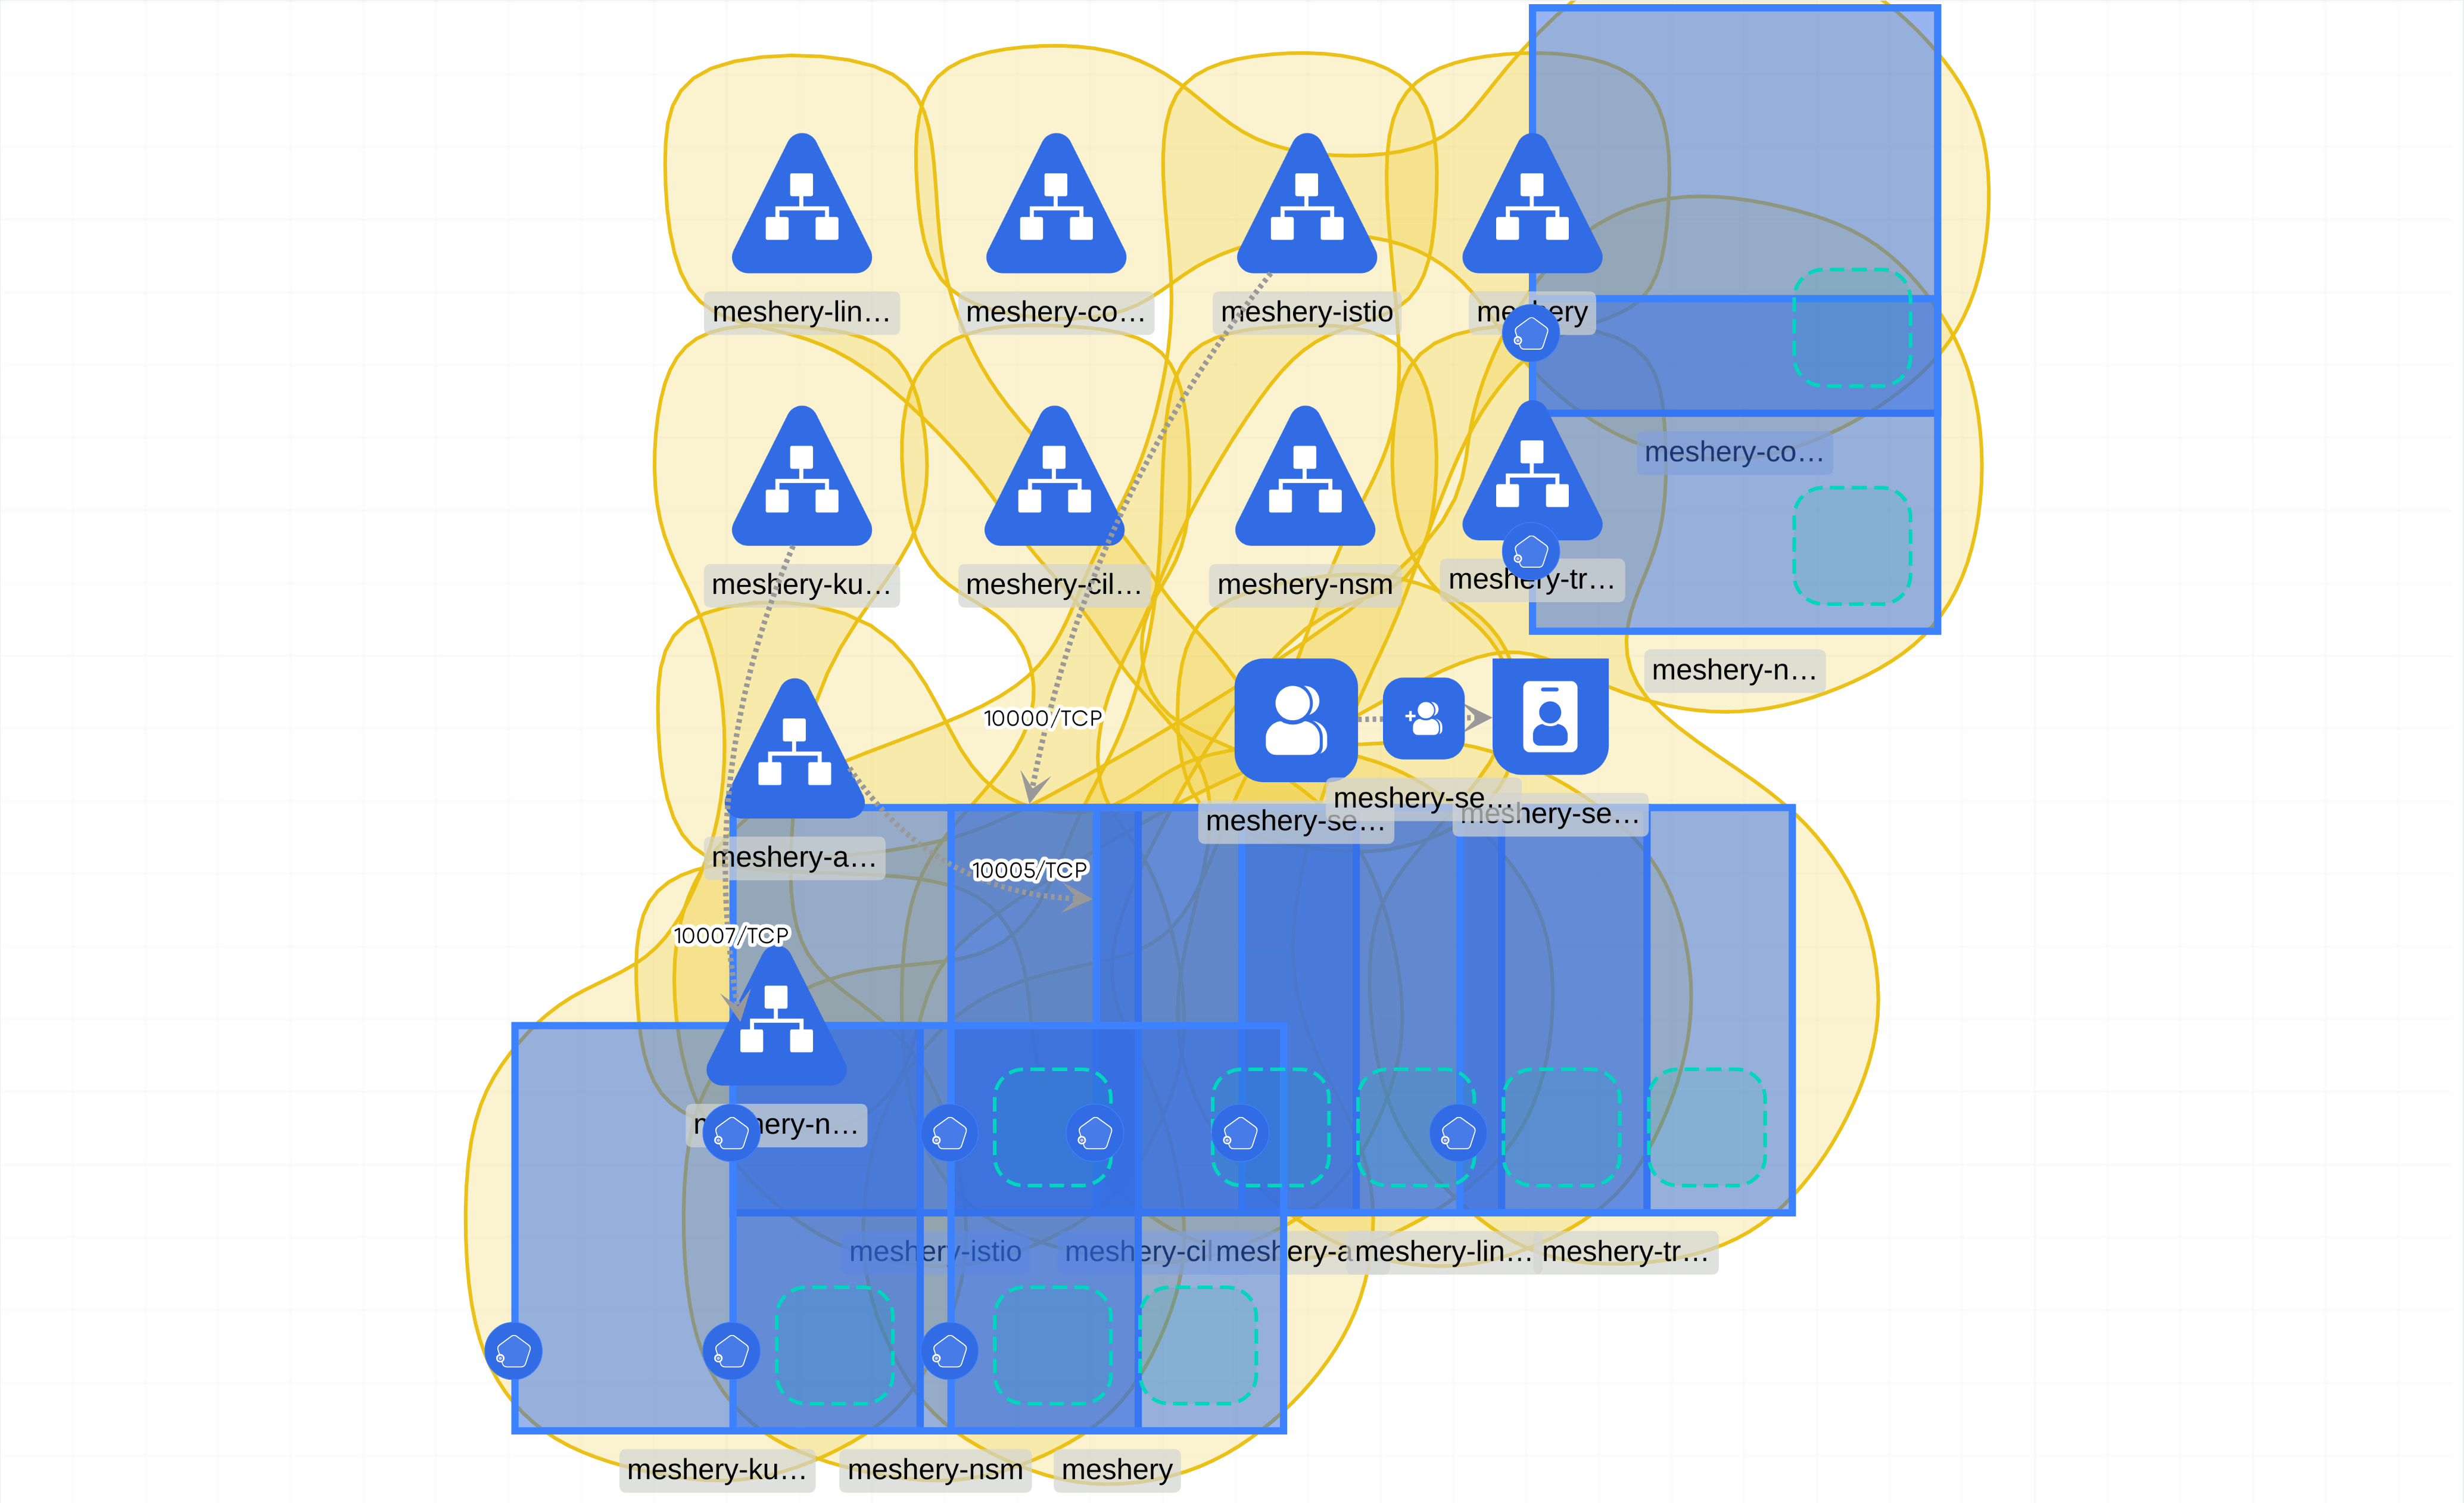 meshery-lin…
meshery-co…
meshery-istio
meshery
meshery-co…
meshery-ku…
meshery-cil…
meshery-nsm
meshery-tr…
meshery-n…
10000/TCP
meshery-se…
meshery-se…
meshery-se…
meshery-a…
10005/TCP
10007/TCP
meshery-n…
meshery-istio
meshery-cil
meshery-a
meshery-lin…
meshery-tr…
meshery-ku…
meshery-nsm
meshery